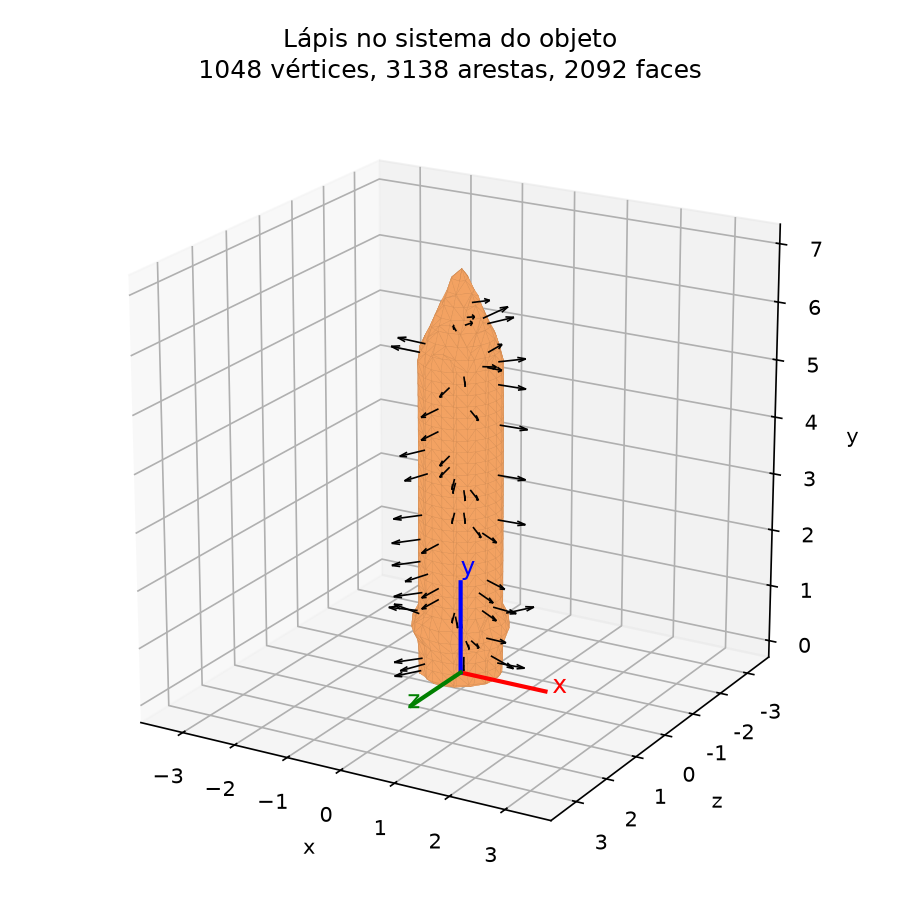 Lápis no sistema do objeto
1048 vértices, 3138 arestas, 2092 faces
7
6
5
4
y
3
2
1
0
y
x
z
−3
−2
−1
0
1
2
3
x
-3
-2
-1
0
1
2
3
z